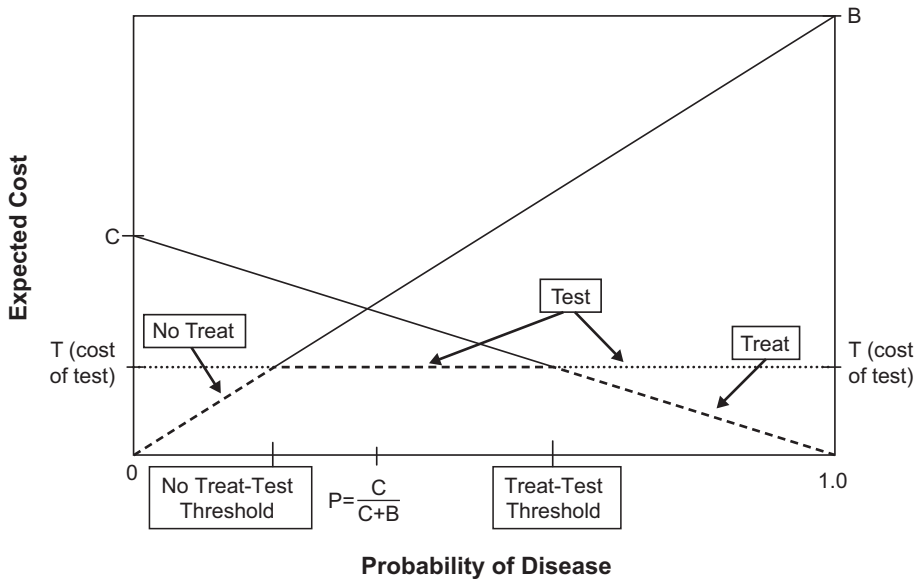 B
Expected Cost
C
Test
No Treat
Treat
T (cost
of test)
T (cost
of test)
0
1.0
No Treat-Test
Threshold
P=C/C+B
Treat-Test
Threshold
Probability of Disease